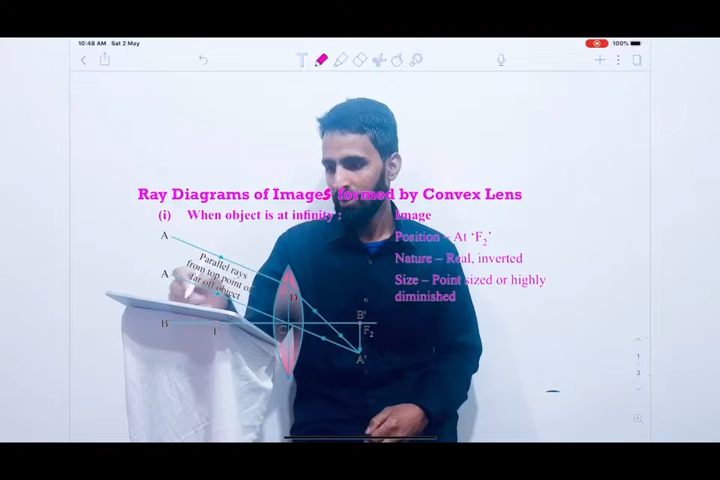 10:48 AM Sat 2 May
100%
T
Ray Diagrams of Images formed by Convex Lens
(i) When object is at infinity :
Image
Position – At ‘F2’
Nature – Real, inverted
Size – Point sized or highly
diminished
A
Parallel rays
from top point of
far off object
A
D
B
F
C
B'
F2
A'
1
3